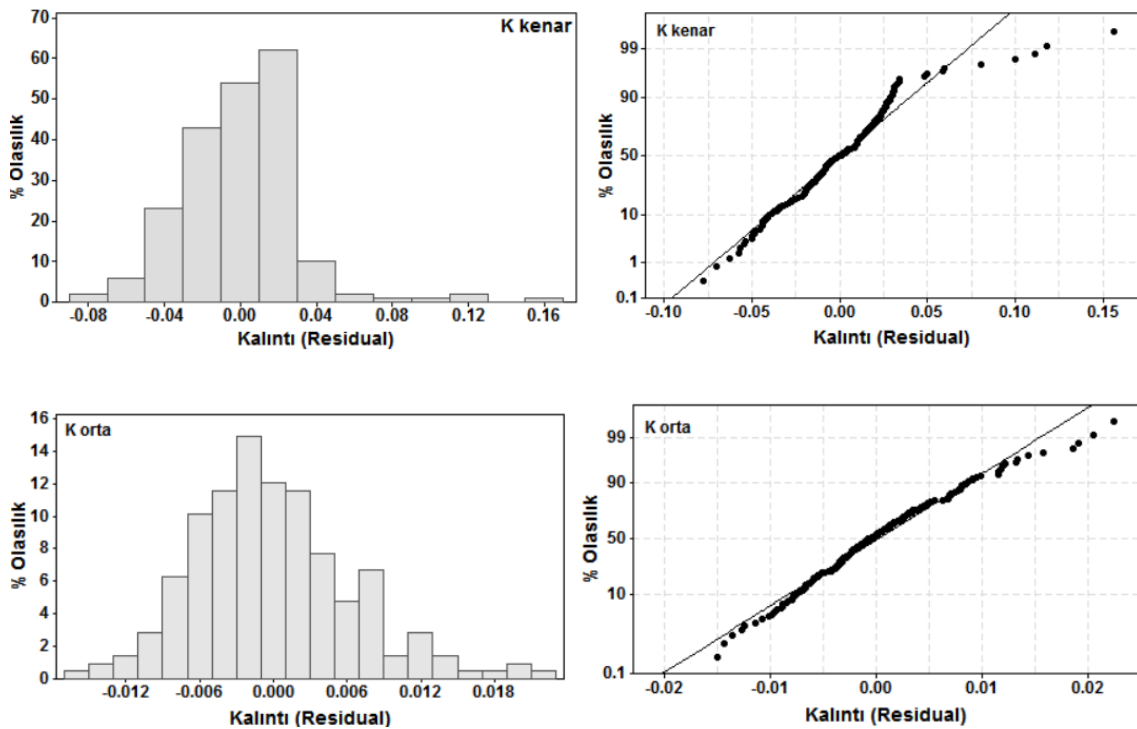 K kenar
% Olasılık
70
60
50
40
30
20
10
0
-0.08 -0.04 0.00 0.04 0.08 0.12 0.16
Kalıntı (Residual)
K kenar
% Olasılık
99
90
50
10
1
0.1
-0.10 -0.05 0.00 0.05 0.10 0.15
Kalıntı (Residual)
K orta
% Olasılık
16
14
12
10
8
6
4
2
0
-0.012 -0.006 0.000 0.006 0.012 0.018
Kalıntı (Residual)
K orta
% Olasılık
99
90
50
10
0.1
-0.02 -0.01 0.00 0.01 0.02
Kalıntı (Residual)